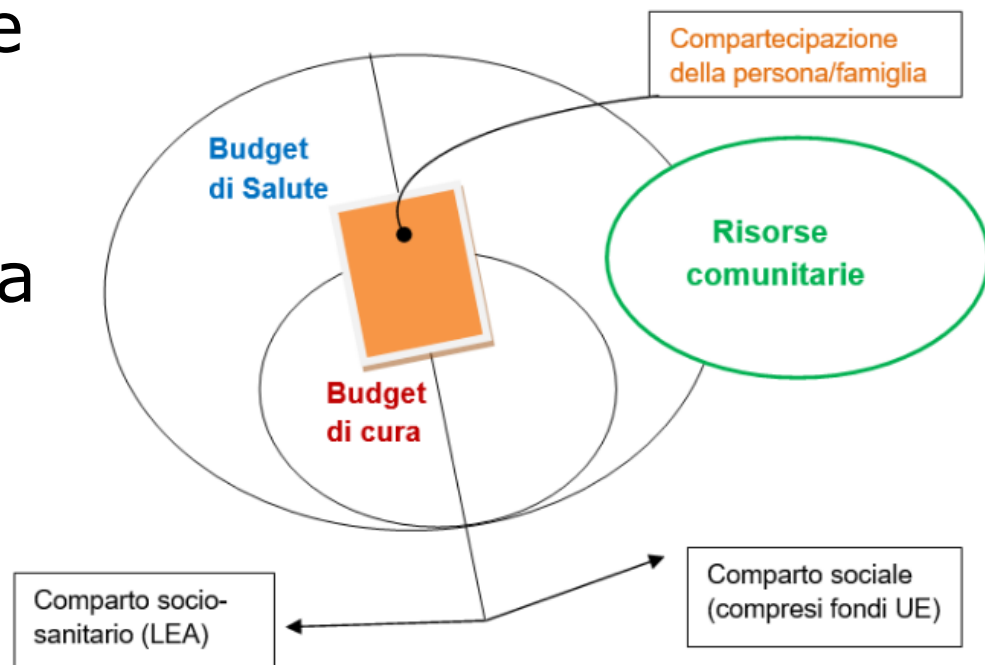 e
Compartecipazione
della persona/famiglia
Budget
di Salute
Risorse
comunitarie
a
Budget
di cura
Comparto socio-
sanitario (LEA)
Comparto sociale
(compresi fondi UE)